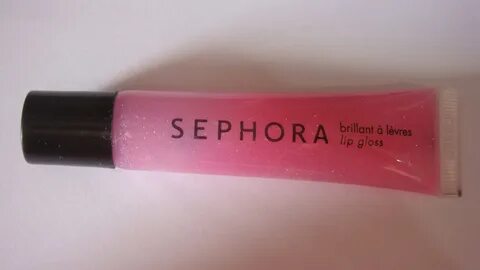 SEPHORA
brillant à lèvres
lip gloss